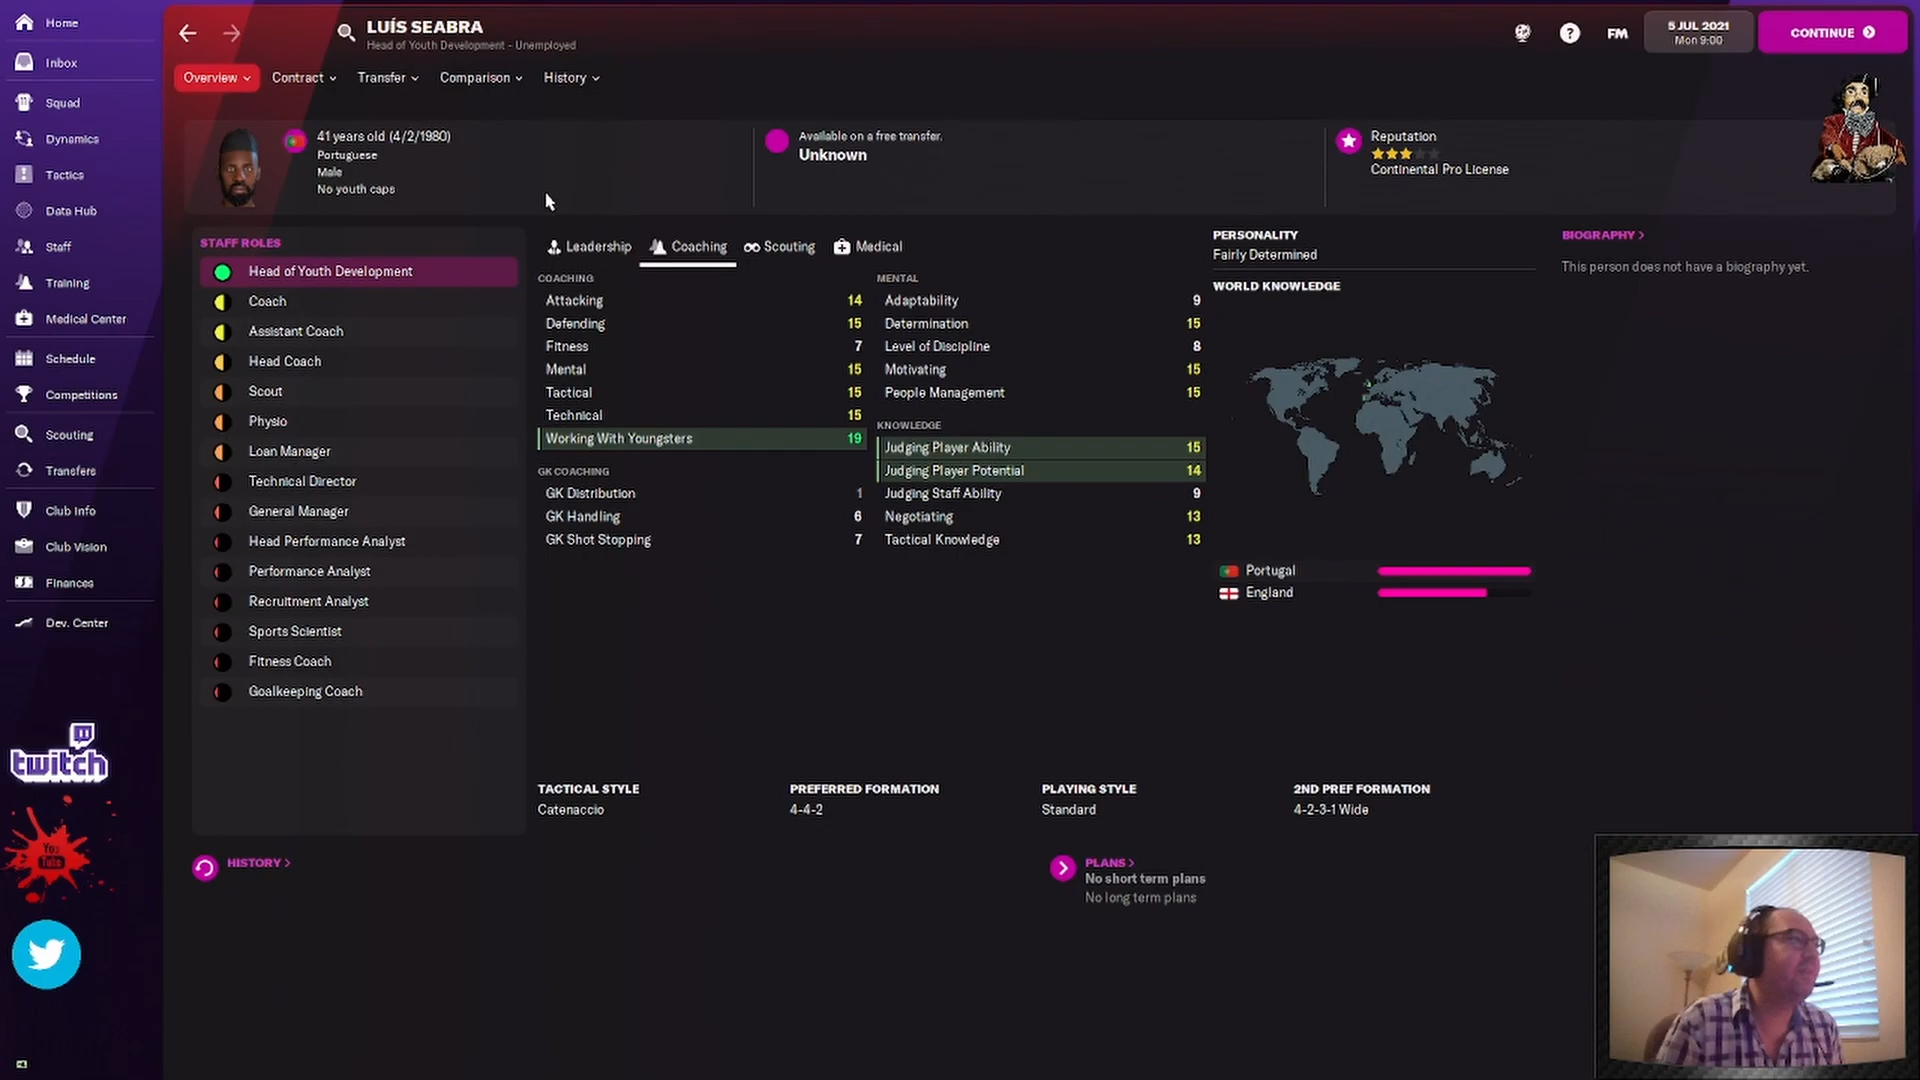 Home
Inbox
Squad
Dynamics
Tactics
Data Hub
Staff
Training
Medical Center
Schedule
Competitions
Scouting
Transfers
Club Info
Club Vision
Finances
Dev. Center
twitch
You Tube
LUÍS SEABRA
Head of Youth Development - Unemployed
? FM
5 JUL 2021
Mon 9:00
CONTINUE
Overview Contract Transfer Comparison History
41 years old (4/2/1980)
Portuguese
Male
No youth caps
Available on a free transfer.
Unknown
Reputation
Continental Pro License
STAFF ROLES
Head of Youth Development
Coach
Assistant Coach
Head Coach
Scout
Physio
Loan Manager
Technical Director
General Manager
Head Performance Analyst
Performance Analyst
Recruitment Analyst
Sports Scientist
Fitness Coach
Goalkeeping Coach
Leadership Coaching Scouting Medical
COACHING
Attacking 14
Defending 15
Fitness 7
Mental 15
Tactical 15
Technical 15
Working With Youngsters 19
GK COACHING
GK Distribution 1
GK Handling 6
GK Shot Stopping 7
MENTAL
Adaptability 9
Determination 15
Level of Discipline 8
Motivating 15
People Management 15
KNOWLEDGE
Judging Player Ability 15
Judging Player Potential 14
Judging Staff Ability 9
Negotiating 13
Tactical Knowledge 13
PERSONALITY
Fairly Determined
WORLD KNOWLEDGE
Portugal
England
BIOGRAPHY >
This person does not have a biography yet.
TACTICAL STYLE
Catenaccio
PREFERRED FORMATION
4-4-2
PLAYING STYLE
Standard
2ND PREF FORMATION
4-2-3-1 Wide
HISTORY >
PLANS >
No short term plans
No long term plans